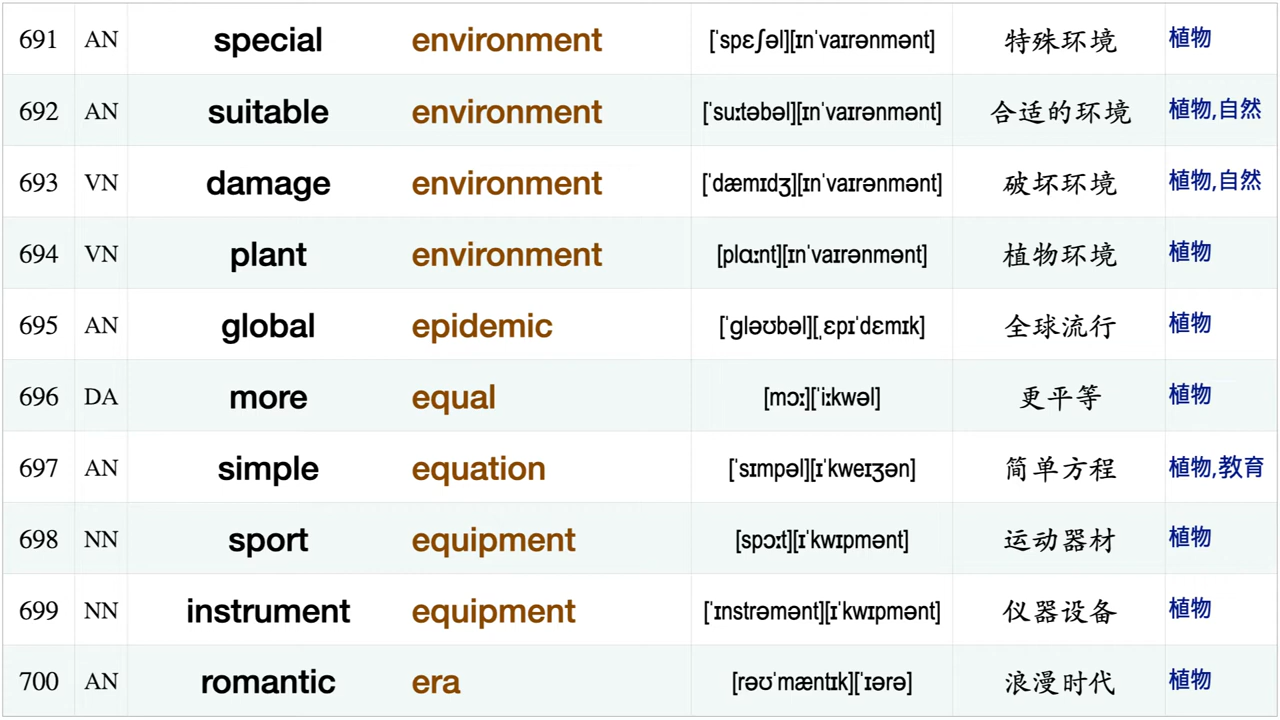 691 AN special environment [ˈspɛʃəl][ɪnˈvaɪrənmənt] 特殊环境 植物
692 AN suitable environment [ˈsuːtəbəl][ɪnˈvaɪrənmənt] 合适的环境 植物,自然
693 VN damage environment [ˈdæmɪdʒ][ɪnˈvaɪrənmənt] 破坏环境 植物,自然
694 VN plant environment [plɑːnt][ɪnˈvaɪrənmənt] 植物环境 植物
695 AN global epidemic [ˈɡləʊbəl][ˌɛpɪˈdɛmɪk] 全球流行 植物
696 DA more equal [mɔː][ˈiːkwəl] 更平等 植物
697 AN simple equation [ˈsɪmpəl][ɪˈkweɪʒən] 简单方程 植物,教育
698 NN sport equipment [spɔːt][ɪˈkwɪpmənt] 运动器材 植物
699 NN instrument equipment [ˈɪnstrəmənt][ɪˈkwɪpmənt] 仪器设备 植物
700 AN romantic era [rəʊˈmæntɪk][ˈɪərə] 浪漫时代 植物